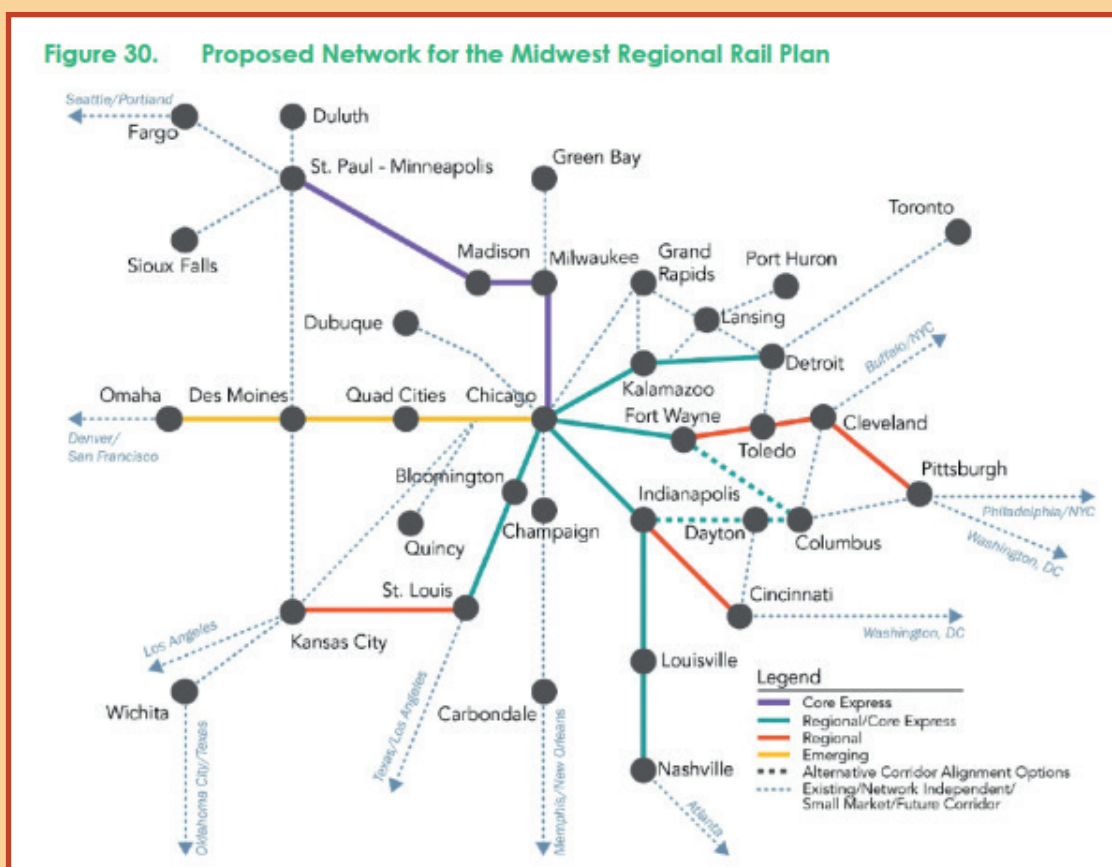 Figure 30. Proposed Network for the Midwest Regional Rail Plan
Seattle/Portland
Fargo
Duluth
St. Paul - Minneapolis
Green Bay
Toronto
Sioux Falls
Madison
Milwaukee
Grand
Rapids
Port Huron
Lansing
Dubuque
Detroit
Buffalo/NYC
Kalamazoo
Omaha
Des Moines
Quad Cities
Chicago
Fort Wayne
Cleveland
Denver/
San Francisco
Toledo
Pittsburgh
Bloomington
Indianapolis
Philadelphia/NYC
Champaign
Dayton
Columbus
Washington, DC
Quincy
St. Louis
Cincinnati
Los Angeles
Kansas City
Washington, DC
Louisville
Wichita
Carbondale
Texas/Los Angeles
Oklahoma City/Texas
Memphis/New Orleans
Nashville
Atlanta
Legend
Core Express
Regional/Core Express
Regional
Emerging
Alternative Corridor Alignment Options
Existing/Network Independent/
Small Market/Future Corridor